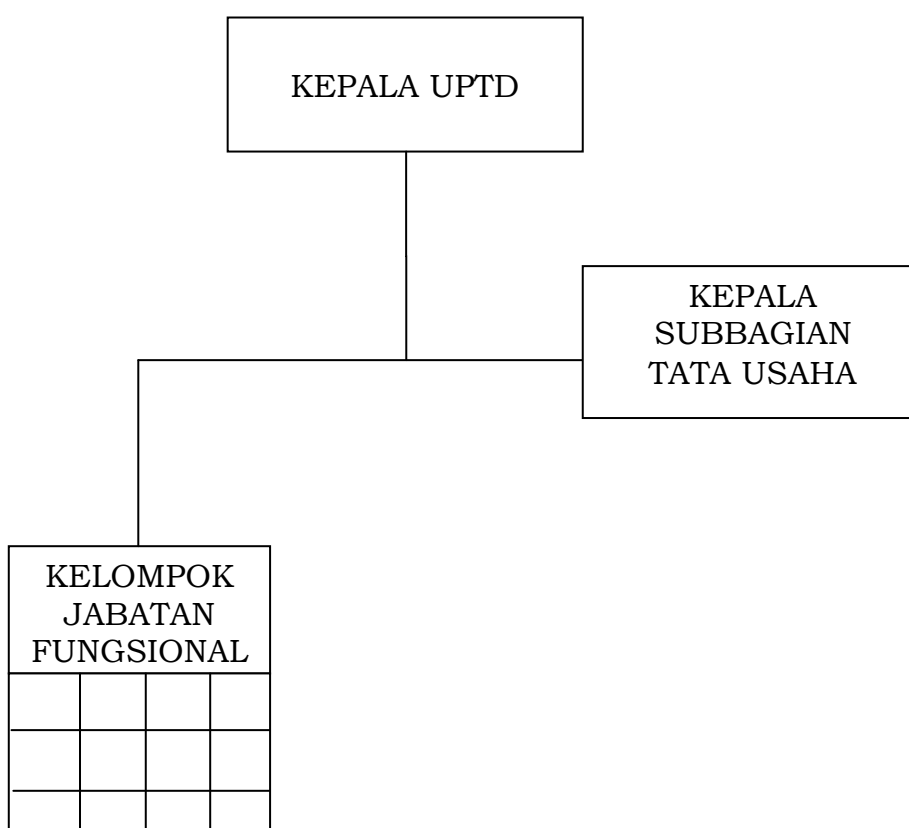 KEPALA UPTD
KEPALA
SUBBAGIAN
TATA USAHA
KELOMPOK
JABATAN
FUNGSIONAL